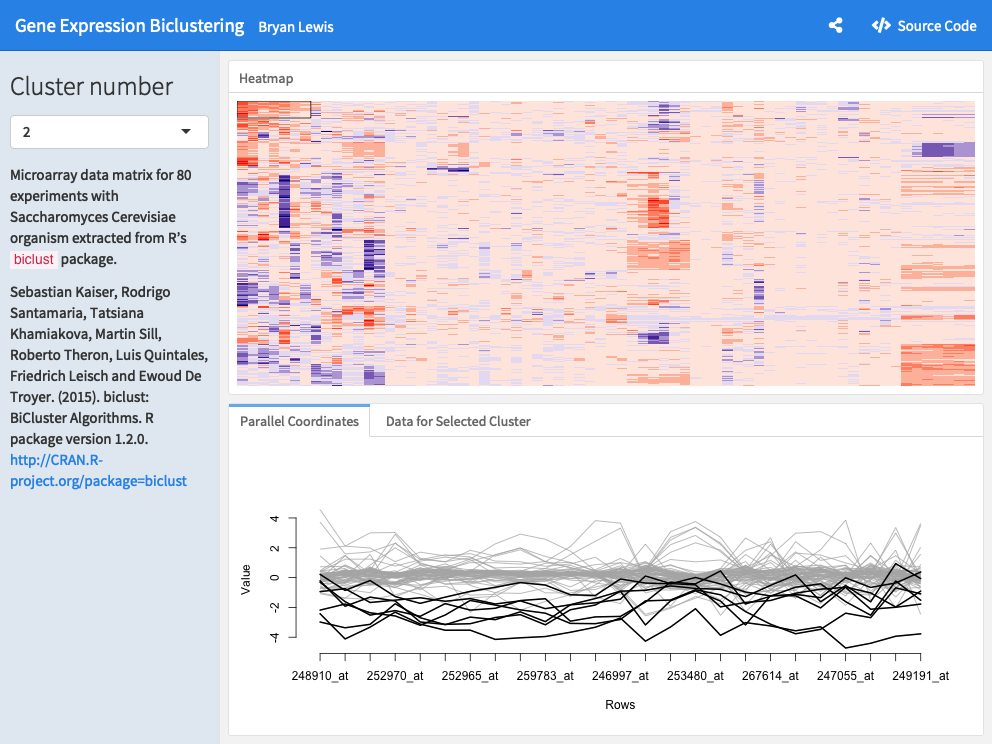 Gene Expression Biclustering Bryan Lewis Source Code
Cluster number
2
Microarray data matrix for 80
experiments with
Saccharomyces Cerevisiae
organism extracted from R's
biclust package.
Sebastian Kaiser, Rodrigo
Santamaria, Tatsiana
Khamiakova, Martin Sill,
Roberto Theron, Luis Quintales,
Friedrich Leisch and Ewoud De
Troyer. (2015). biclust:
BiCluster Algorithms. R
package version 1.2.0.
http://CRAN.R-
project.org/package=biclust
Heatmap
Parallel Coordinates Data for Selected Cluster
Value
4
2
0
-2
-4
248910_at 252970_at 252965_at 259783_at 246997_at 253480_at 267614_at 247055_at 249191_at
Rows